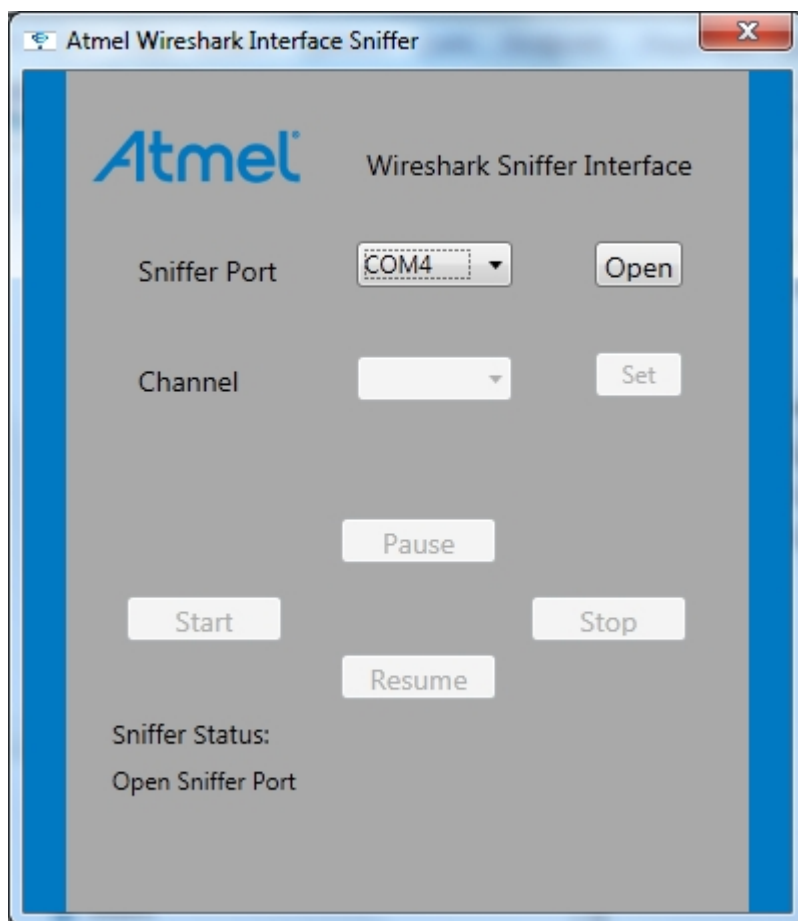 Atmel Wireshark Interface Sniffer
Atmel®
Wireshark Sniffer Interface
Sniffer Port COM4 Open
Channel Set
Pause
Start Stop
Resume
Sniffer Status:
Open Sniffer Port